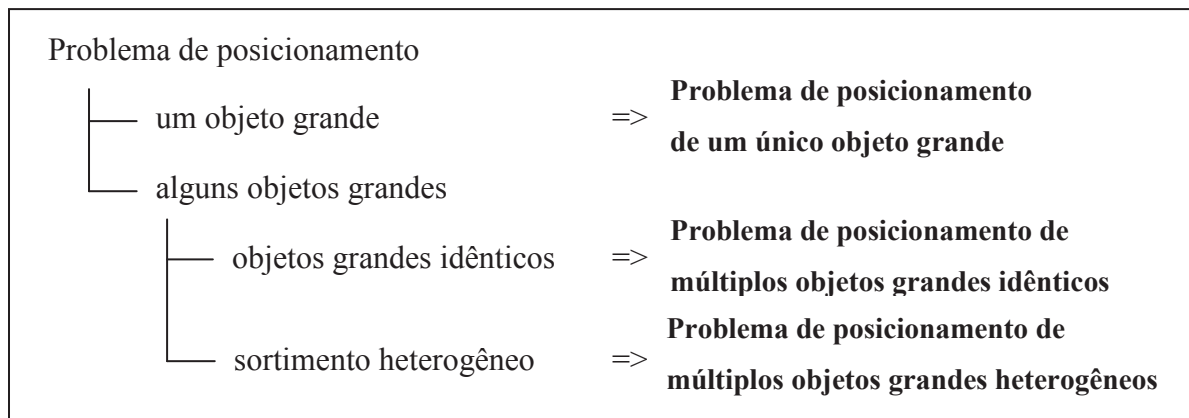 Problema de posicionamento
um objeto grande => Problema de posicionamento
de um único objeto grande
alguns objetos grandes
objetos grandes idênticos => Problema de posicionamento de
múltiplos objetos grandes idênticos
sortimento heterogêneo => Problema de posicionamento de
múltiplos objetos grandes heterogêneos